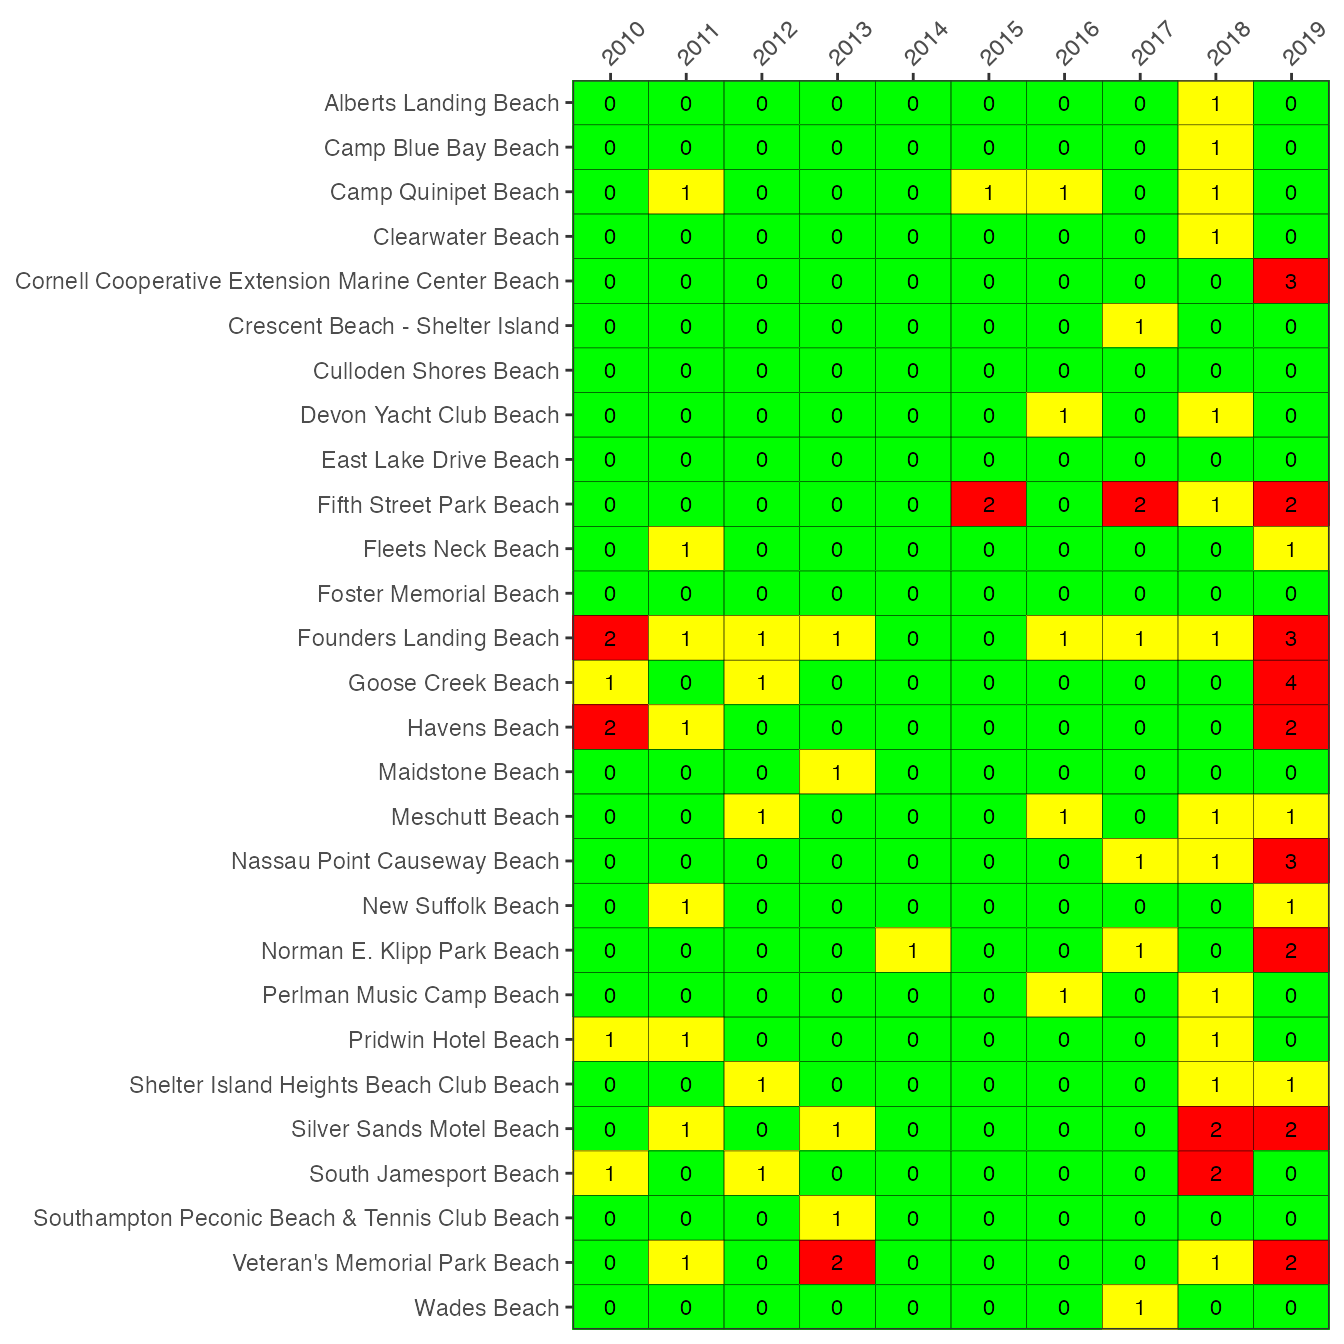 2010 2011 2012 2013 2014 2015 2016 2017 2018 2019
Alberts Landing Beach 0 0 0 0 0 0 0 0 1 0
Camp Blue Bay Beach 0 0 0 0 0 0 0 0 1 0
Camp Quinipet Beach 0 1 0 0 0 1 1 0 1 0
Clearwater Beach 0 0 0 0 0 0 0 0 1 0
Cornell Cooperative Extension Marine Center Beach 0 0 0 0 0 0 0 0 0 3
Crescent Beach - Shelter Island 0 0 0 0 0 0 0 1 0 0
Culloden Shores Beach 0 0 0 0 0 0 0 0 0 0
Devon Yacht Club Beach 0 0 0 0 0 0 1 0 1 0
East Lake Drive Beach 0 0 0 0 0 0 0 0 0 0
Fifth Street Park Beach 0 0 0 0 0 2 0 2 1 2
Fleets Neck Beach 0 1 0 0 0 0 0 0 0 1
Foster Memorial Beach 0 0 0 0 0 0 0 0 0 0
Founders Landing Beach 2 1 1 1 0 0 1 1 1 3
Goose Creek Beach 1 0 1 0 0 0 0 0 0 4
Havens Beach 2 1 0 0 0 0 0 0 0 2
Maidstone Beach 0 0 0 1 0 0 0 0 0 0
Meschutt Beach 0 0 1 0 0 0 1 0 1 1
Nassau Point Causeway Beach 0 0 0 0 0 0 0 1 1 3
New Suffolk Beach 0 1 0 0 0 0 0 0 0 1
Norman E. Klipp Park Beach 0 0 0 0 1 0 0 1 0 2
Perlman Music Camp Beach 0 0 0 0 0 0 1 0 1 0
Pridwin Hotel Beach 1 1 0 0 0 0 0 0 1 0
Shelter Island Heights Beach Club Beach 0 0 1 0 0 0 0 0 1 1
Silver Sands Motel Beach 0 1 0 1 0 0 0 0 2 2
South Jamesport Beach 1 0 1 0 0 0 0 0 2 0
Southampton Peconic Beach & Tennis Club Beach 0 0 0 1 0 0 0 0 0 0
Veteran's Memorial Park Beach 0 1 0 2 0 0 0 0 1 2
Wades Beach 0 0 0 0 0 0 0 1 0 0